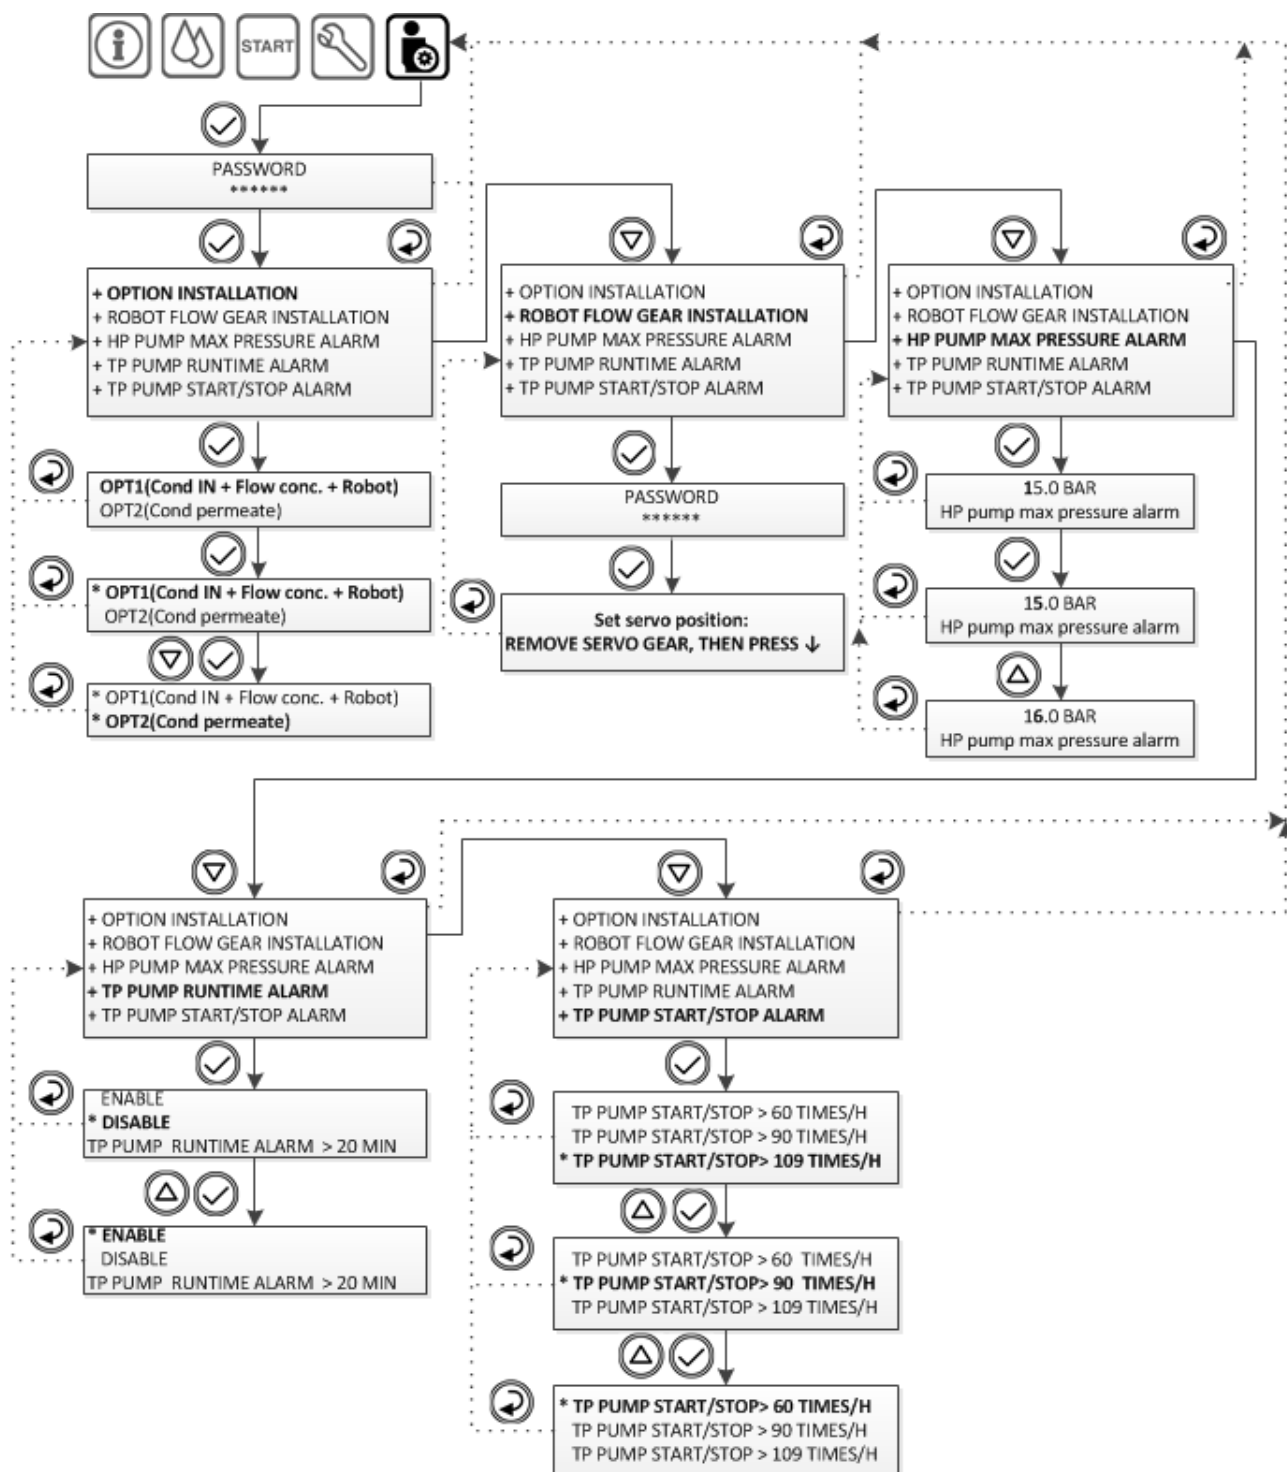 START
PASSWORD
******
+ OPTION INSTALLATION
+ ROBOT FLOW GEAR INSTALLATION
+ HP PUMP MAX PRESSURE ALARM
+ TP PUMP RUNTIME ALARM
+ TP PUMP START/STOP ALARM
OPT1(Cond IN + Flow conc. + Robot)
OPT2(Cond permeate)
* OPT1(Cond IN + Flow conc. + Robot)
OPT2(Cond permeate)
* OPT1(Cond IN + Flow conc. + Robot)
* OPT2(Cond permeate)
+ OPTION INSTALLATION
+ ROBOT FLOW GEAR INSTALLATION
+ HP PUMP MAX PRESSURE ALARM
+ TP PUMP RUNTIME ALARM
+ TP PUMP START/STOP ALARM
PASSWORD
******
Set servo position:
REMOVE SERVO GEAR, THEN PRESS ↓
+ OPTION INSTALLATION
+ ROBOT FLOW GEAR INSTALLATION
+ HP PUMP MAX PRESSURE ALARM
+ TP PUMP RUNTIME ALARM
+ TP PUMP START/STOP ALARM
15.0 BAR
HP pump max pressure alarm
15.0 BAR
HP pump max pressure alarm
16.0 BAR
HP pump max pressure alarm
+ OPTION INSTALLATION
+ ROBOT FLOW GEAR INSTALLATION
+ HP PUMP MAX PRESSURE ALARM
+ TP PUMP RUNTIME ALARM
+ TP PUMP START/STOP ALARM
ENABLE
* DISABLE
TP PUMP RUNTIME ALARM > 20 MIN
* ENABLE
DISABLE
TP PUMP RUNTIME ALARM > 20 MIN
+ OPTION INSTALLATION
+ ROBOT FLOW GEAR INSTALLATION
+ HP PUMP MAX PRESSURE ALARM
+ TP PUMP RUNTIME ALARM
+ TP PUMP START/STOP ALARM
TP PUMP START/STOP > 60 TIMES/H
TP PUMP START/STOP > 90 TIMES/H
* TP PUMP START/STOP> 109 TIMES/H
TP PUMP START/STOP > 60 TIMES/H
* TP PUMP START/STOP> 90 TIMES/H
TP PUMP START/STOP > 109 TIMES/H
* TP PUMP START/STOP> 60 TIMES/H
TP PUMP START/STOP > 90 TIMES/H
TP PUMP START/STOP > 109 TIMES/H